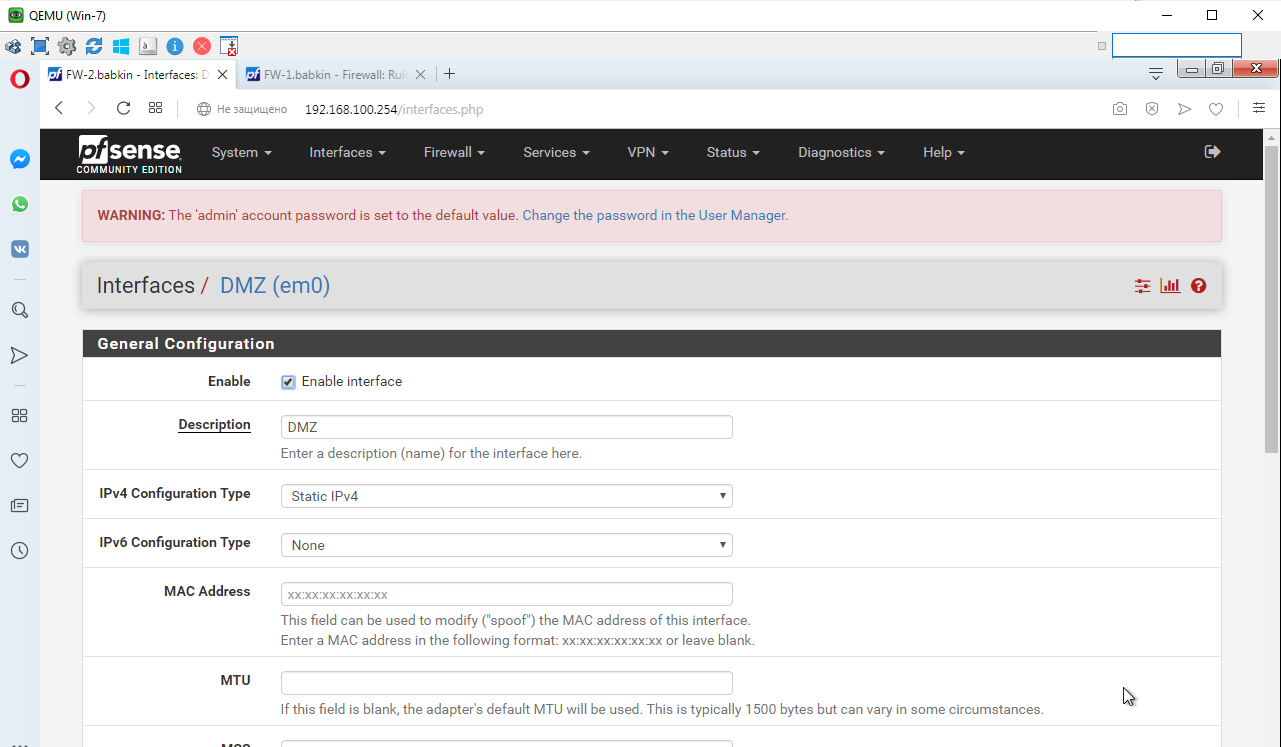 QEMU (Win-7)
FW-2.babkin - Interfaces: D
FW-1.babkin - Firewall: Rul
Не защищено
192.168.100.254/interfaces.php
pfsense
COMMUNITY EDITION
System
Interfaces
Firewall
Services
VPN
Status
Diagnostics
Help
WARNING: The 'admin' account password is set to the default value. Change the password in the User Manager.
Interfaces / DMZ (em0)
General Configuration
Enable
Enable interface
Description
DMZ
Enter a description (name) for the interface here.
IPv4 Configuration Type
Static IPv4
IPv6 Configuration Type
None
MAC Address
xx:xx:xx:xx:xx:xx
This field can be used to modify ("spoof") the MAC address of this interface.
Enter a MAC address in the following format: xx:xx:xx:xx:xx:xx or leave blank.
MTU
If this field is blank, the adapter's default MTU will be used. This is typically 1500 bytes but can vary in some circumstances.